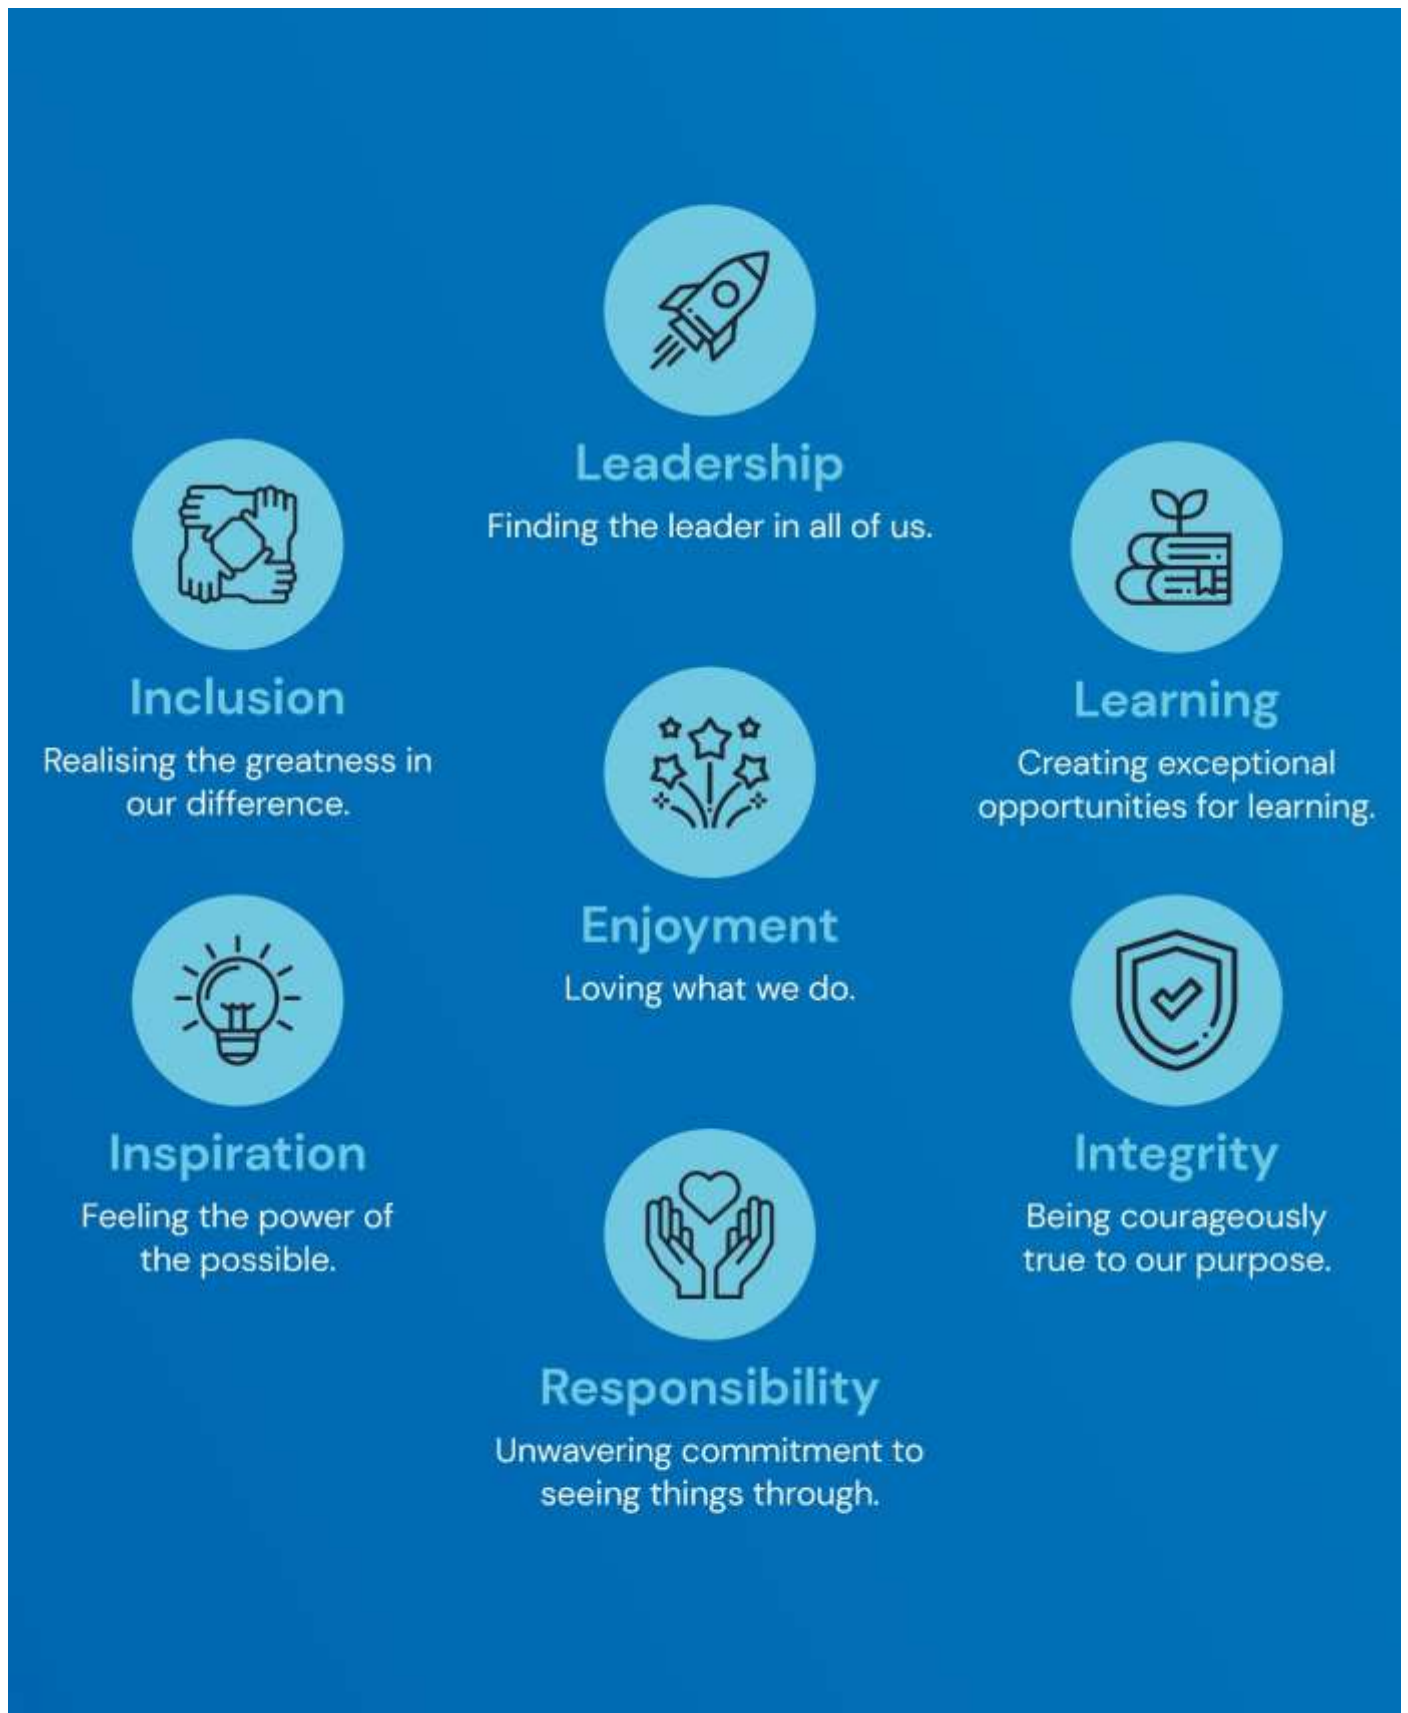 Leadership
Finding the leader in all of us.
Inclusion
Realising the greatness in
our difference.
Learning
Creating exceptional
opportunities for learning.
Enjoyment
Loving what we do.
Inspiration
Feeling the power of
the possible.
Integrity
Being courageously
true to our purpose.
Responsibility
Unwavering commitment to
seeing things through.